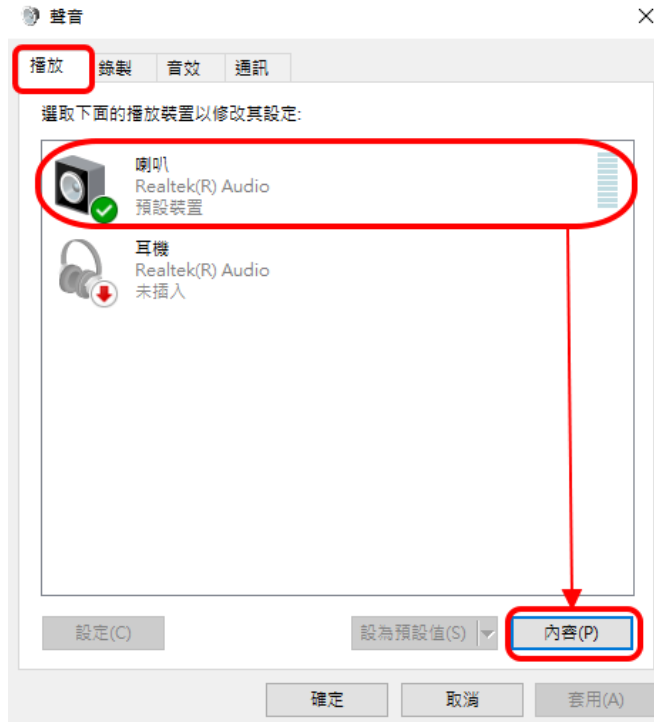 聲音
播放
錄製
音效
通訊
選取下面的播放裝置以修改其設定:
喇叭
Realtek(R) Audio
預設裝置
耳機
Realtek(R) Audio
未插入
設定(C)
設為預設值(S)
內容(P)
確定
取消
套用(A)